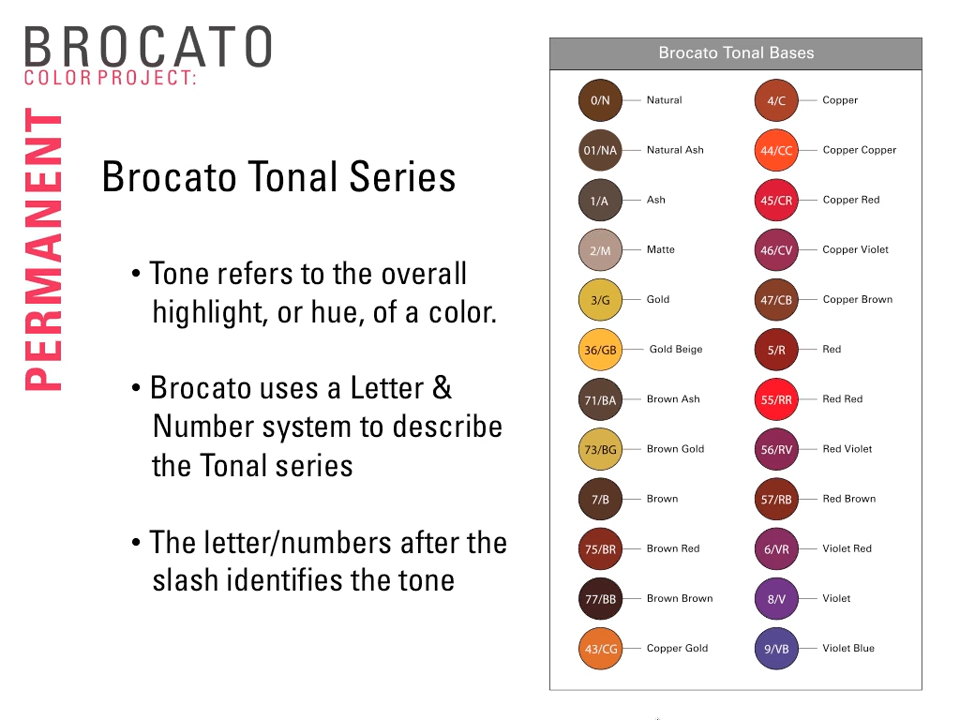 BROCATO
COLOR PROJECT:
PERMANENT
Brocato Tonal Series
• Tone refers to the overall
highlight, or hue, of a color.
• Brocato uses a Letter &
Number system to describe
the Tonal series
• The letter/numbers after the
slash identifies the tone
Brocato Tonal Bases
0/N Natural
01/NA Natural Ash
1/A Ash
2/M Matte
3/G Gold
36/GB Gold Beige
71/BA Brown Ash
73/BG Brown Gold
7/B Brown
75/BR Brown Red
77/BB Brown Brown
43/CG Copper Gold
4/C Copper
44/CC Copper Copper
45/CR Copper Red
46/CV Copper Violet
47/CB Copper Brown
5/R Red
55/RR Red Red
56/RV Red Violet
57/RB Red Brown
6/VR Violet Red
8/V Violet
9/VB Violet Blue